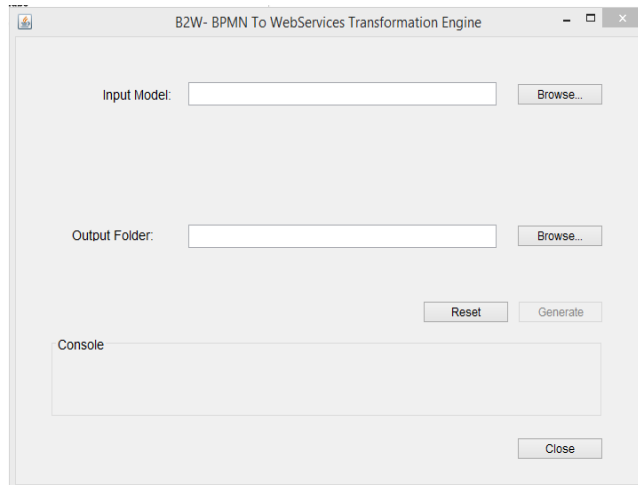 B2W- BPMN To WebServices Transformation Engine
Input Model:
Browse...
Output Folder:
Browse...
Reset
Generate
Console
Close